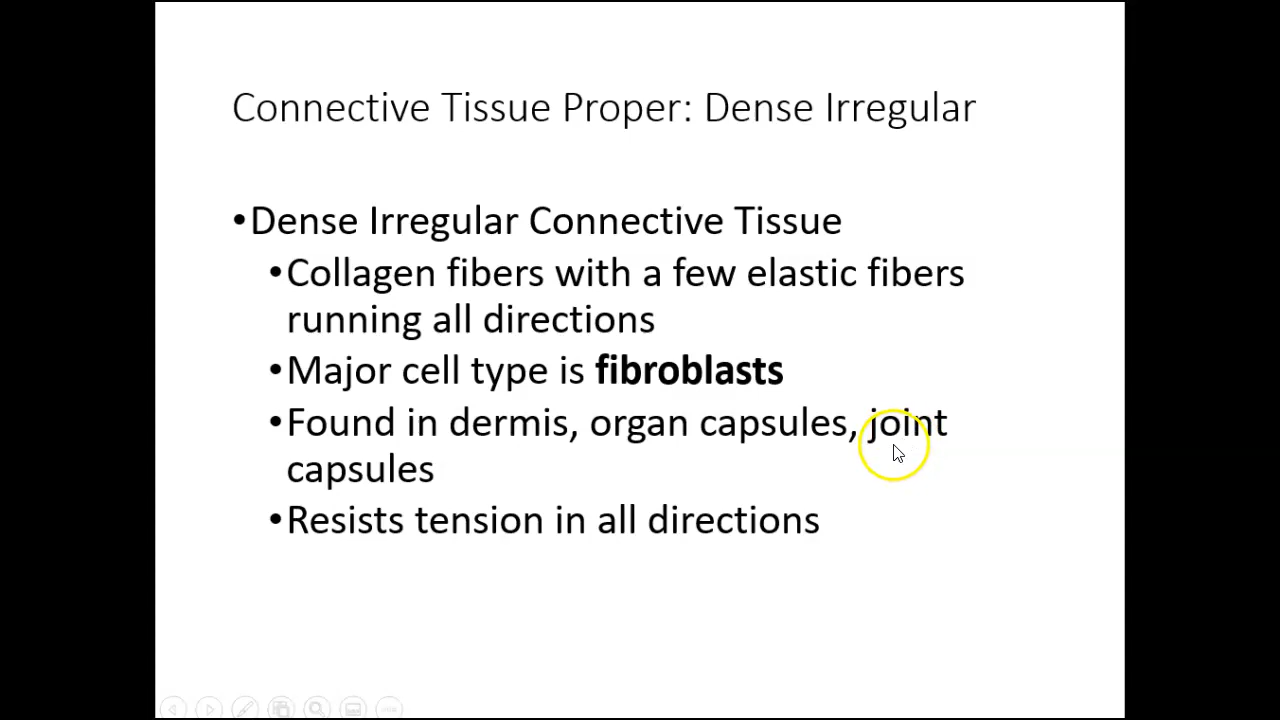 Connective Tissue Proper: Dense Irregular
•Dense Irregular Connective Tissue
•Collagen fibers with a few elastic fibers
running all directions
•Major cell type is fibroblasts
•Found in dermis, organ capsules, joint
capsules
•Resists tension in all directions